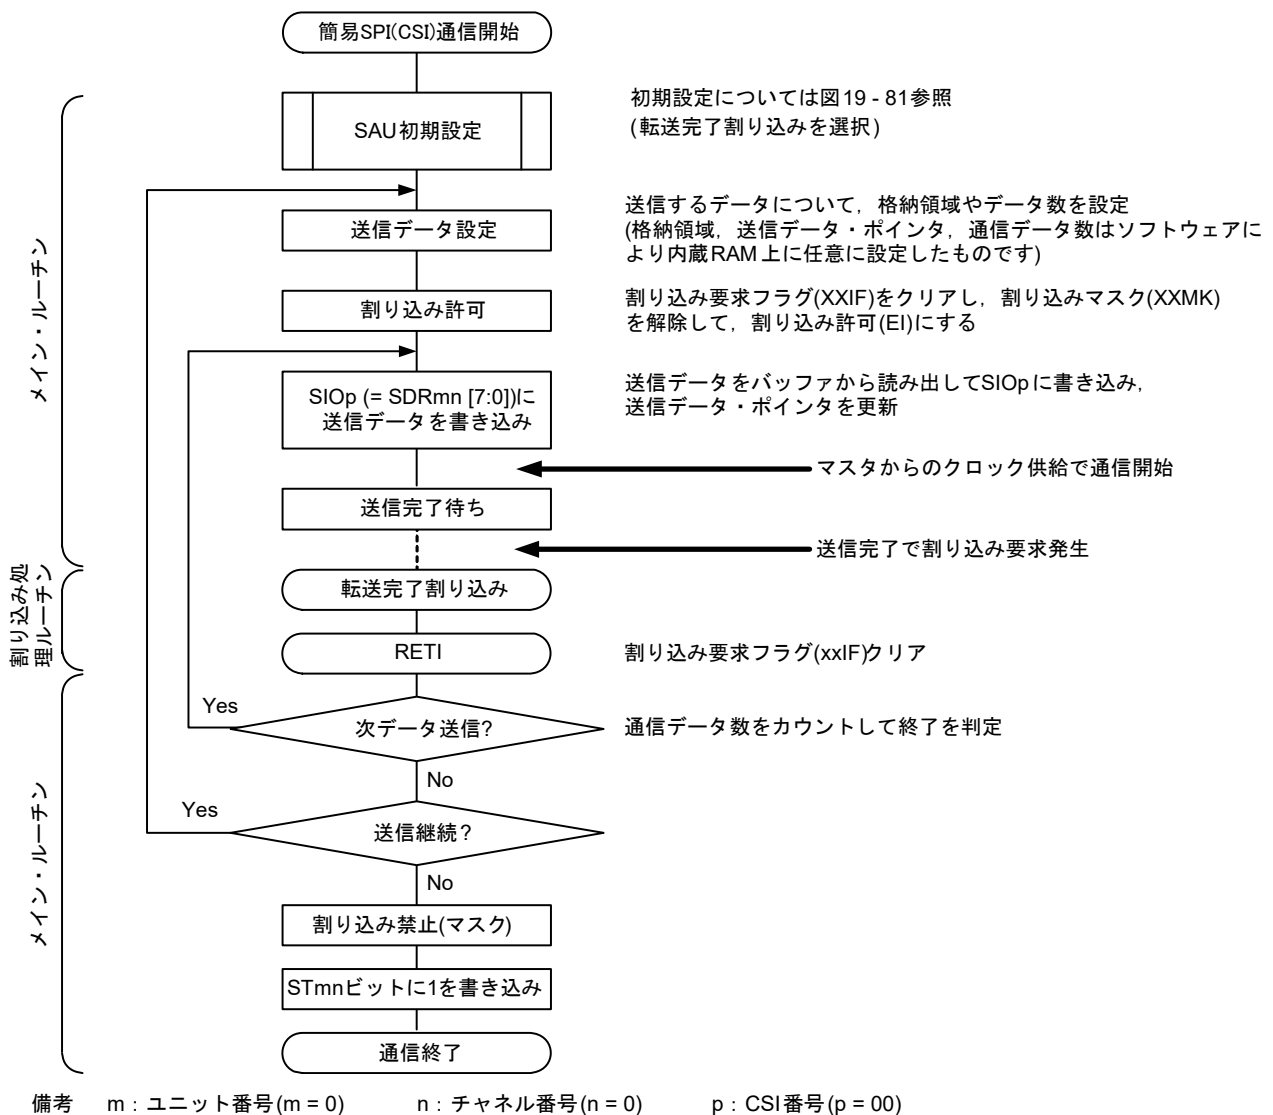 簡易SPI(CSI)通信開始
SAU初期設定
初期設定については図19 - 81参照
(転送完了割り込みを選択)
送信データ設定
送信するデータについて，格納領域やデータ数を設定
(格納領域，送信データ・ポインタ，通信データ数はソフトウェアに
より内蔵RAM上に任意に設定したものです)
割り込み許可
割り込み要求フラグ(XXIF)をクリアし，割り込みマスク(XXMK)
を解除して，割り込み許可(EI)にする
メイン・ルーチン
SIOp (= SDRmn [7:0])に
送信データを書き込み
送信データをバッファから読み出してSIOpに書き込み，
送信データ・ポインタを更新
マスタからのクロック供給で通信開始
送信完了待ち
送信完了で割り込み要求発生
割り込み処
理ルーチン
転送完了割り込み
RETI
割り込み要求フラグ(xxIF)クリア
Yes
次データ送信?
通信データ数をカウントして終了を判定
No
Yes
送信継続？
メイン・ルーチン
No
割り込み禁止(マスク)
STmnビットに1を書き込み
通信終了
備考 m：ユニット番号(m = 0) n：チャネル番号(n = 0) p：CSI番号(p = 00)